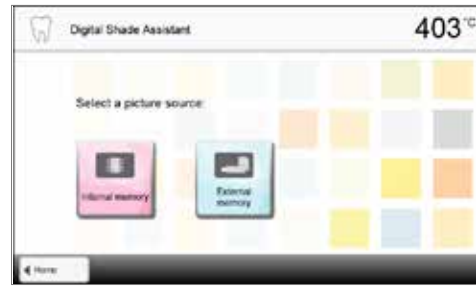 Digital Shade Assistant
403°C
Select a picture source:
Internal memory
External
memory
Home